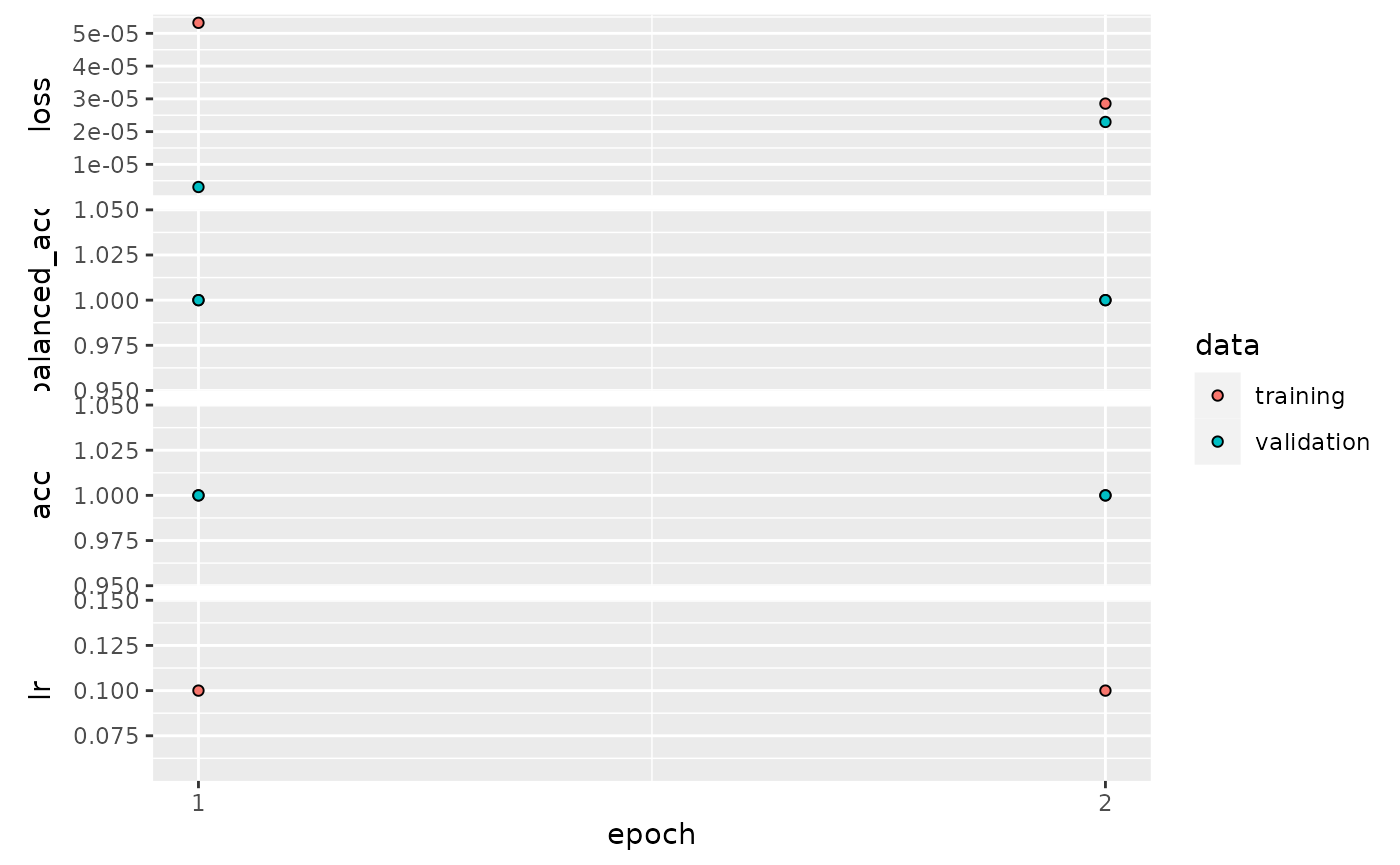 loss
5e-05
4e-05
3e-05
2e-05
1e-05
balanced_acc
1.050
1.025
1.000
0.975
0.950
acc
1.050
1.025
1.000
0.975
0.950
lr
0.150
0.125
0.100
0.075
1
2
epoch
data
training
validation